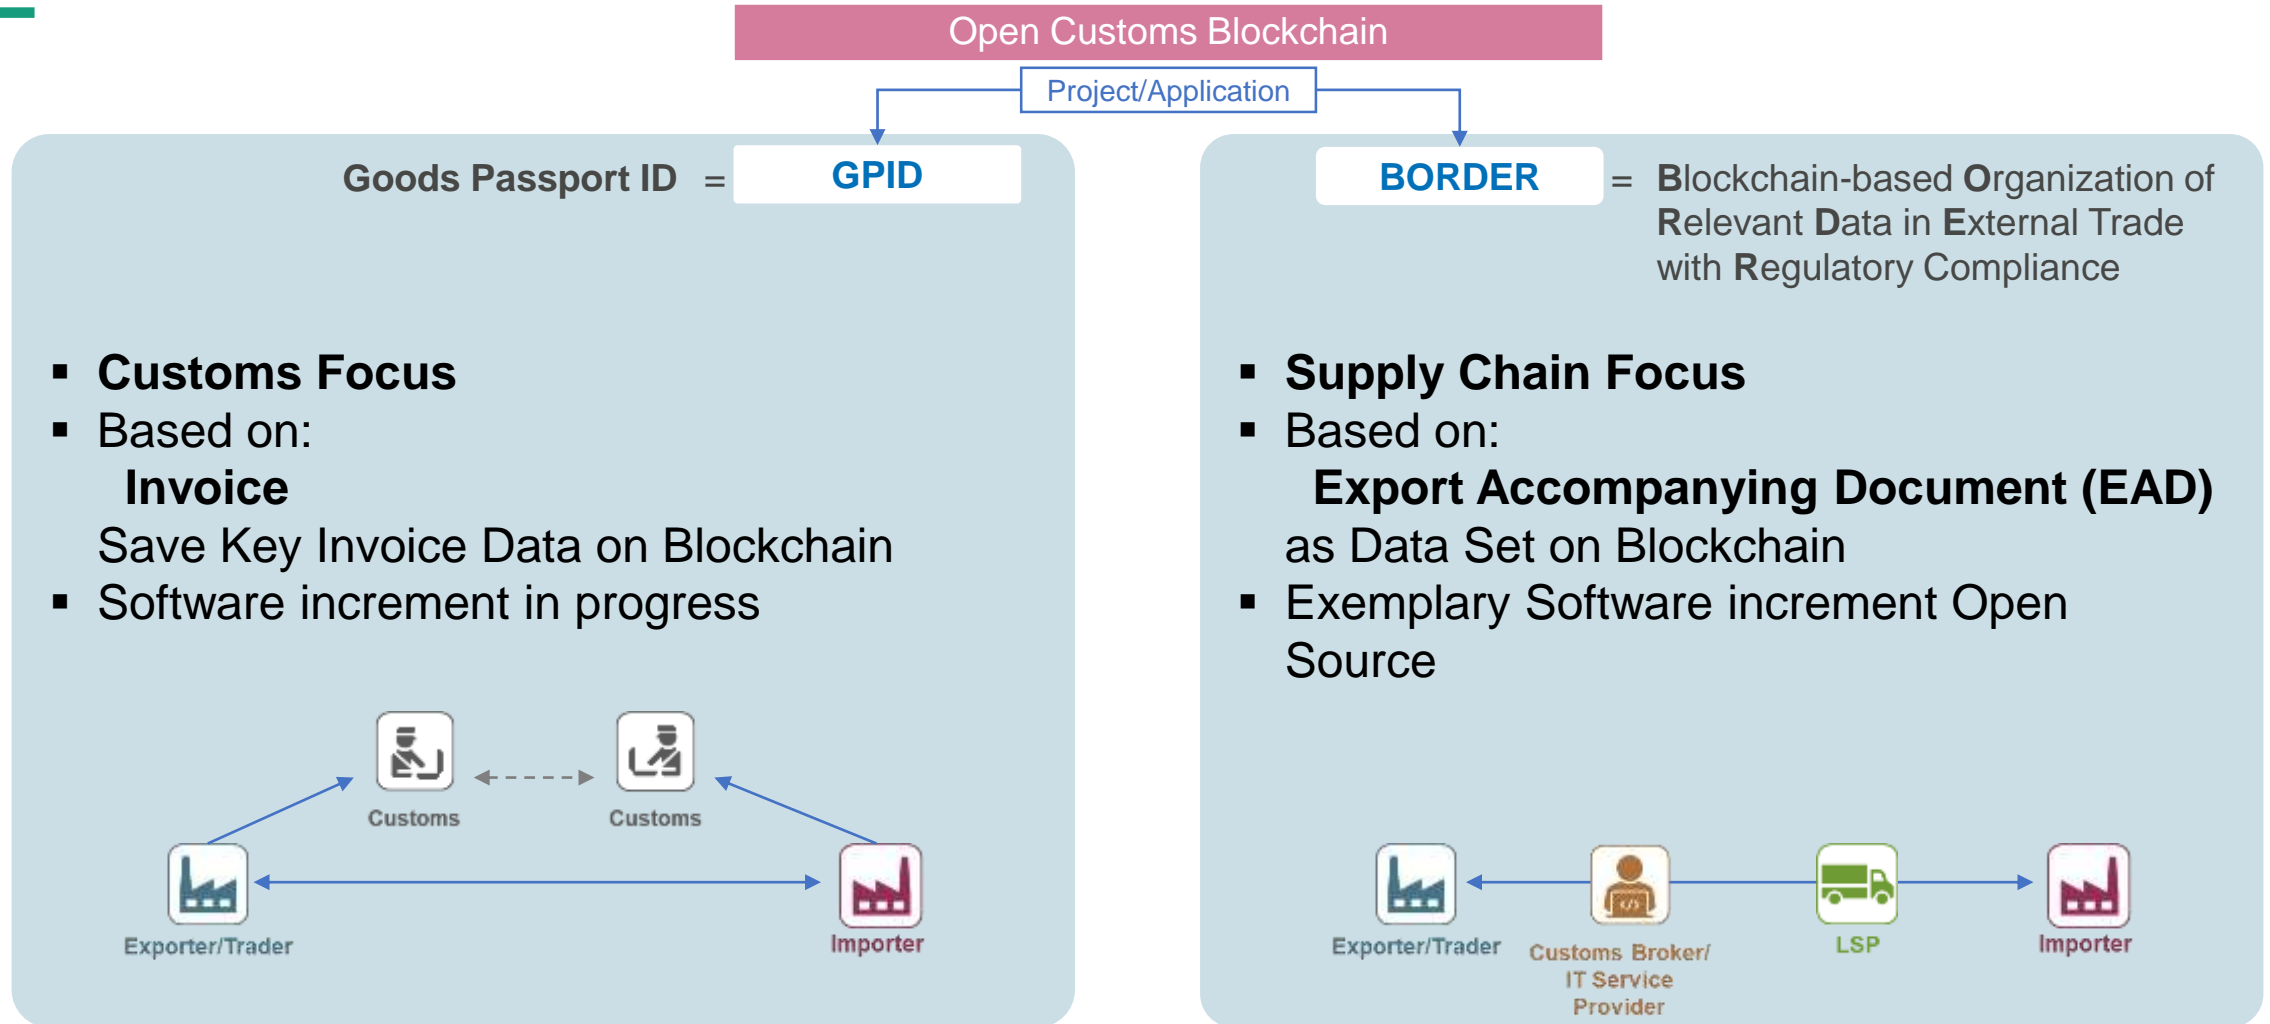 Open Customs Blockchain
Project/Application
Goods Passport ID = GPID
▪ Customs Focus
▪ Based on:
Invoice
Save Key Invoice Data on Blockchain
▪ Software increment in progress
Customs
Customs
Exporter/Trader
Importer
BORDER = Blockchain-based Organization of
Relevant Data in External Trade
with Regulatory Compliance
▪ Supply Chain Focus
▪ Based on:
Export Accompanying Document (EAD)
as Data Set on Blockchain
▪ Exemplary Software increment Open
Source
Exporter/Trader
Customs Broker/
IT Service
Provider
LSP
Importer